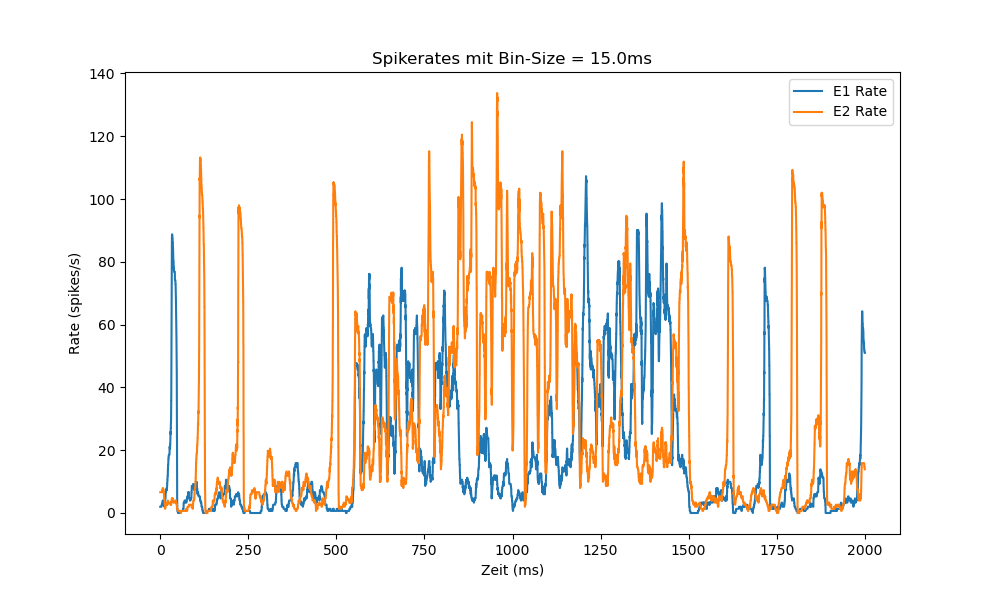 Spikerates mit Bin-Size = 15.0ms
E1 Rate
E2 Rate
Rate (spikes/s)
140
120
100
80
60
40
20
0
0 250 500 750 1000 1250 1500 1750 2000
Zeit (ms)